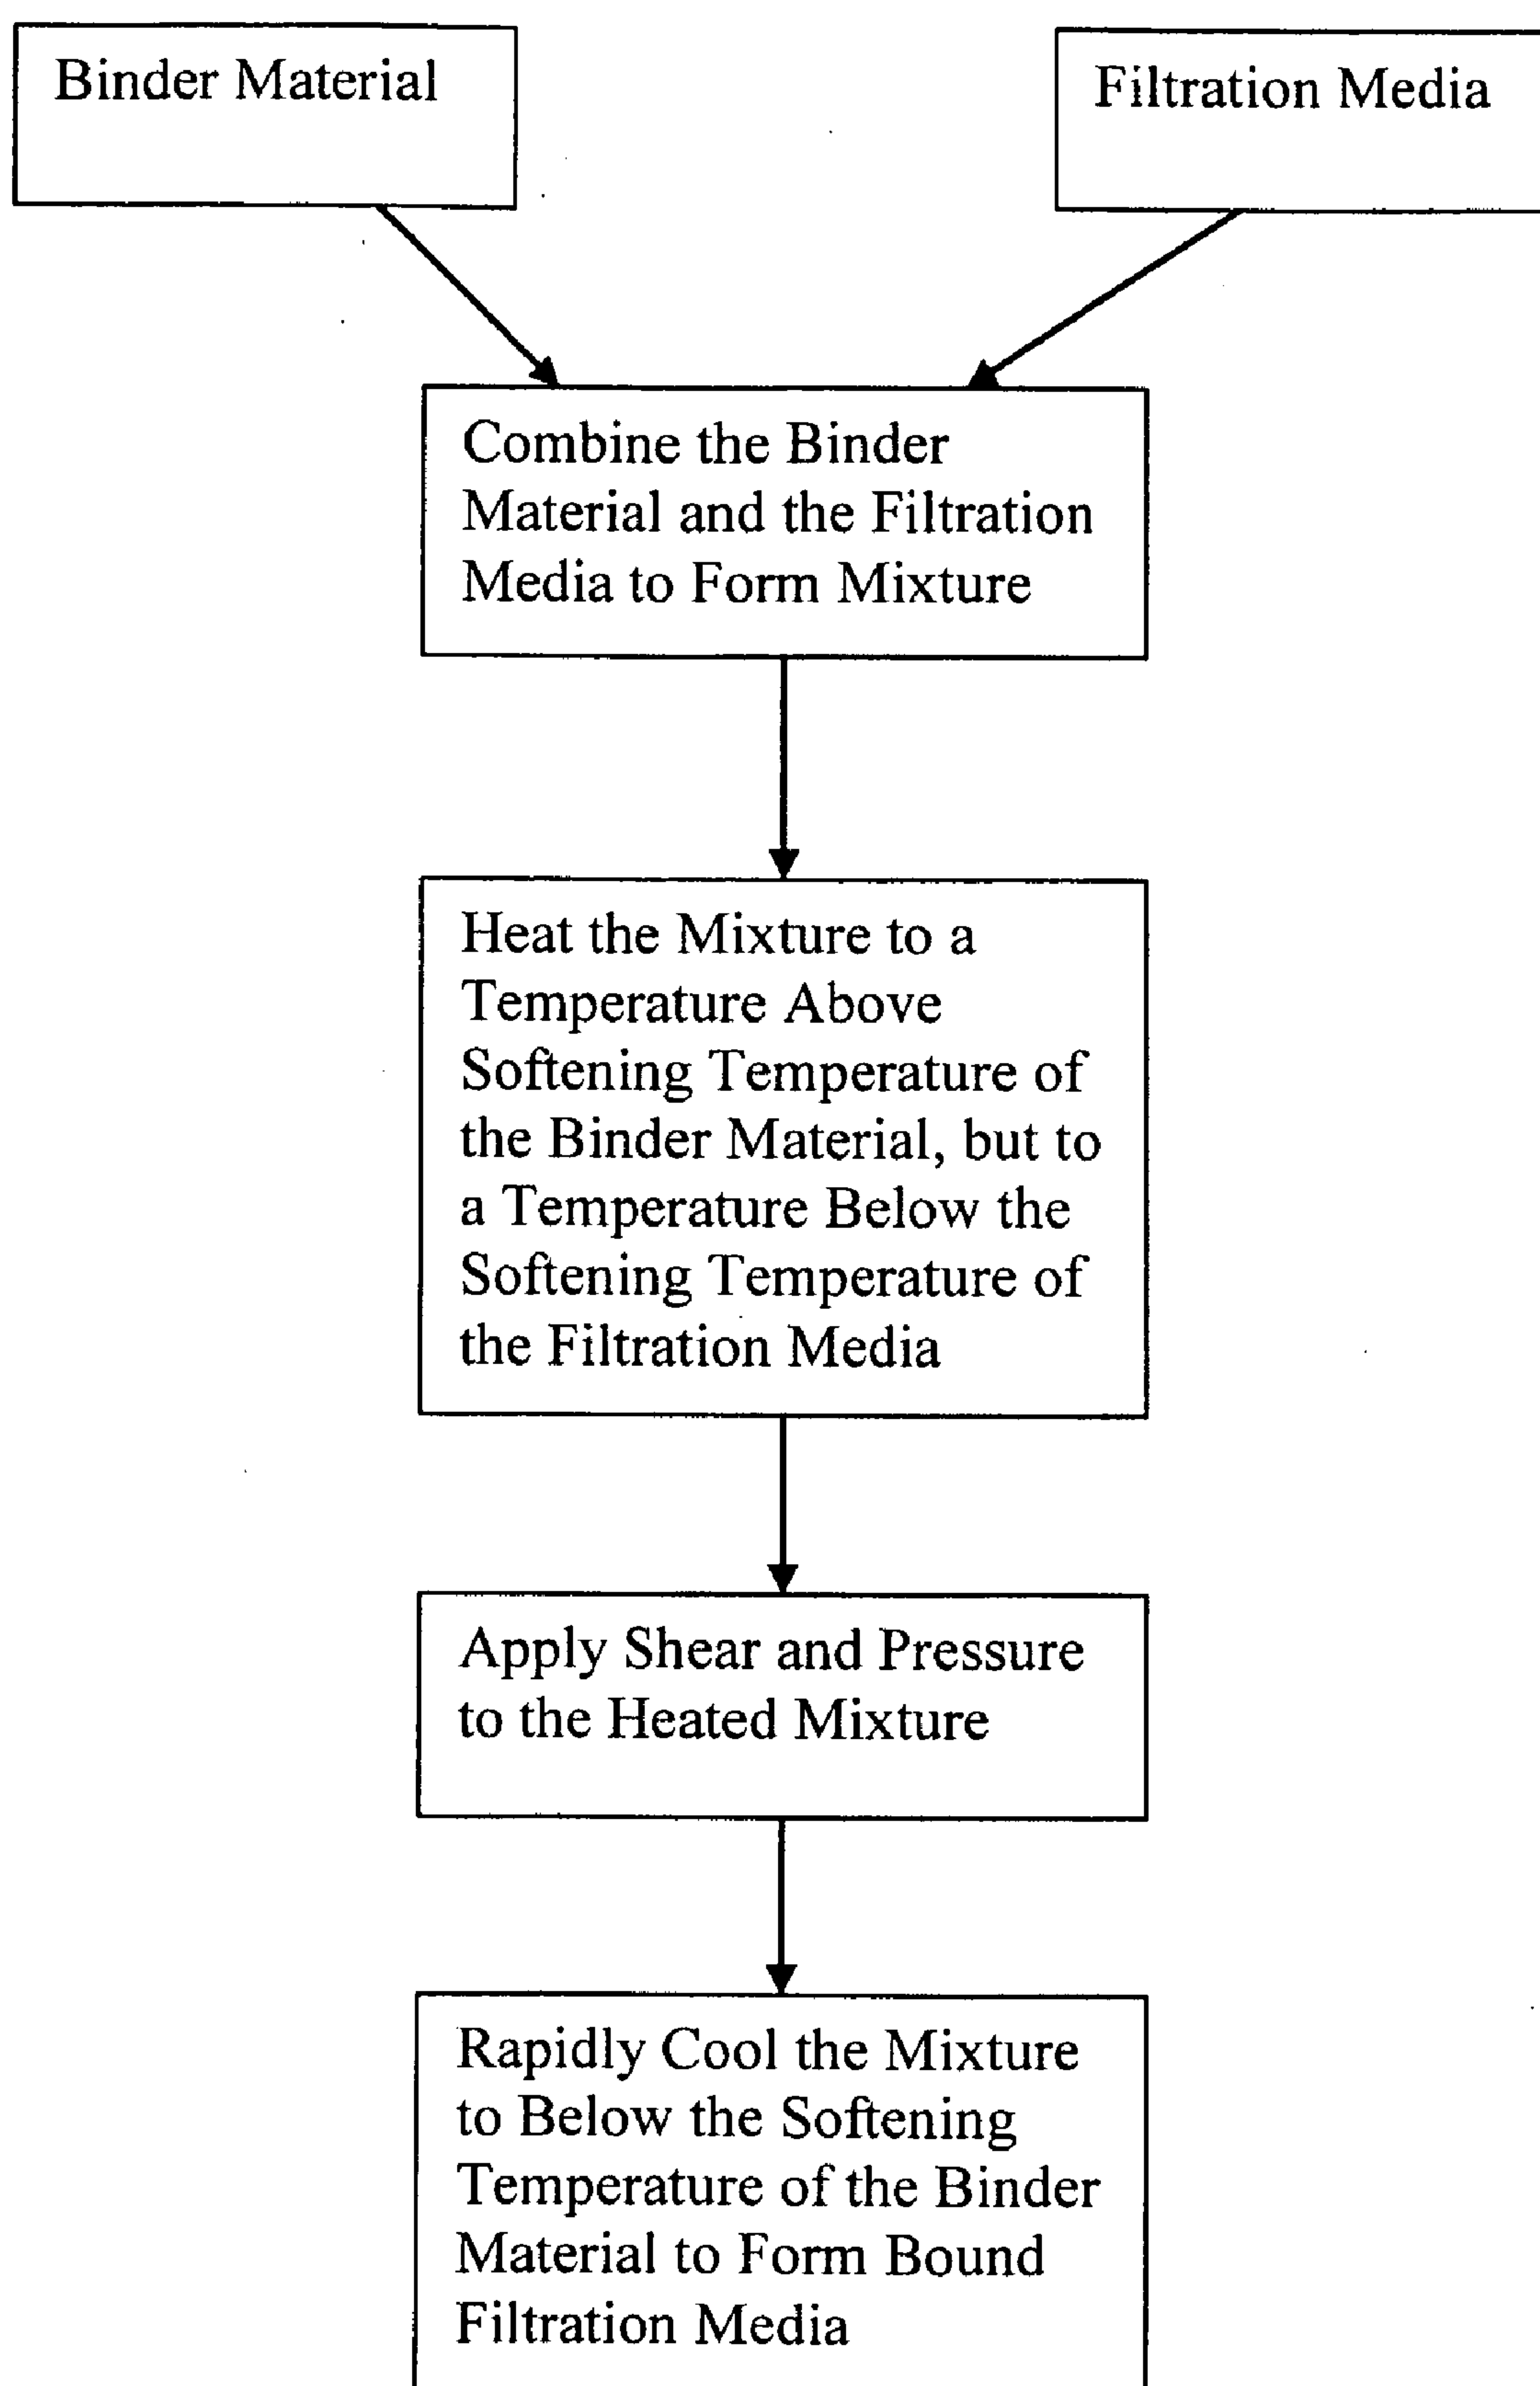 Binder Material
Filtration Media
Combine the Binder
Material and the Filtration
Media to Form Mixture
Heat the Mixture to a
Temperature Above
Softening Temperature of
the Binder Material, but to
a Temperature Below the
Softening Temperature of
the Filtration Media
Apply Shear and Pressure
to the Heated Mixture
Rapidly Cool the Mixture
to Below the Softening
Temperature of the Binder
Material to Form Bound
Filtration Media